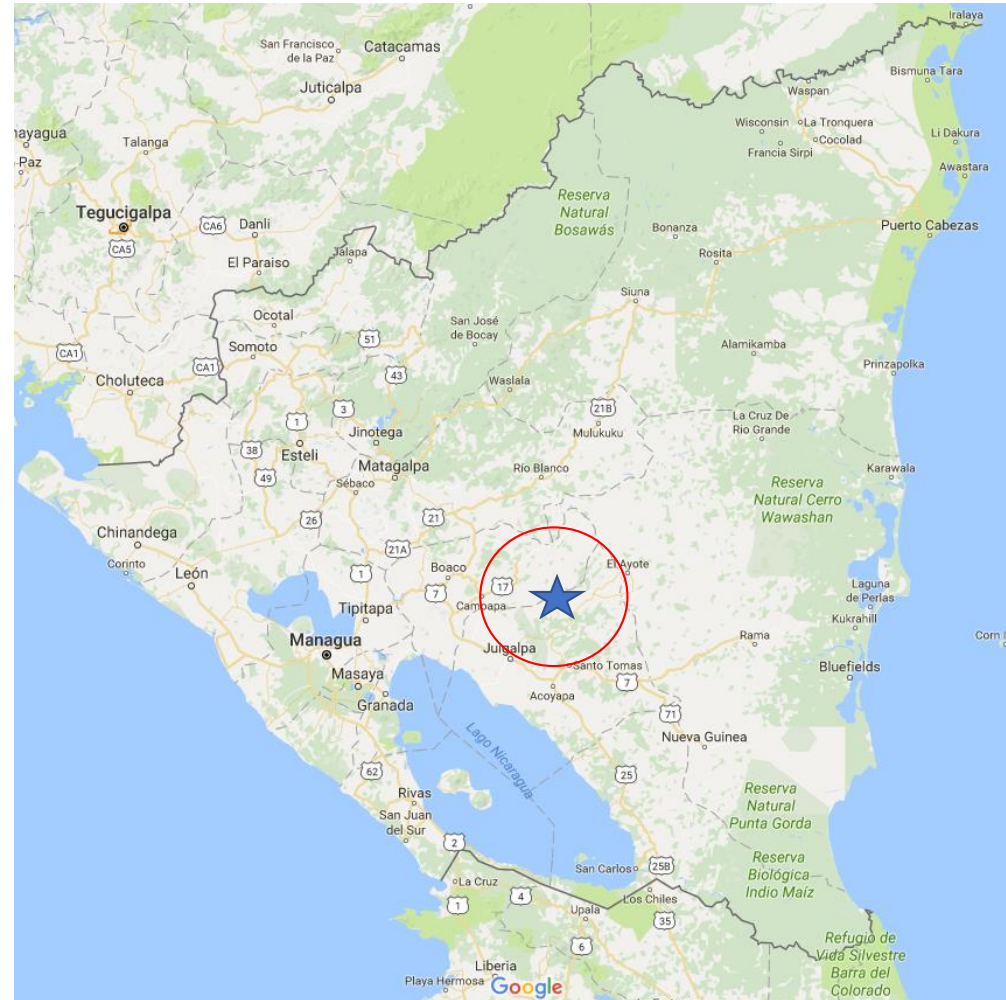 Iralaya
San Francisco
de la Paz
Catacamas
Juticalpa
Bismuna Tara
Waspan
Wisconsin
La Tronquera
Cocolad
Francia Sirpi
Li Dakura
Awastara
ayagua
Paz
Talanga
Reserva
Natural
Bosawás
Tegucigalpa
CA6
Danli
CA5
Bonanza
Puerto Cabezas
El Paraiso
Jalapa
Rosita
Siuna
Ocotal
San José
de Bocay
51
CA1
Somoto
CA1
Alamikamba
Prinzapolka
Choluteca
43
Waslala
3
21B
La Cruz De
Rio Grande
1
Jinotega
Mulukuku
38
Esteli
Matagalpa
Río Blanco
Karawala
49
Sébaco
Reserva
Natural Cerro
Wawashan
26
21
Chinandega
21A
Corinto
León
1
Boaco
7
17
El Ayote
Camoapa
Laguna
de Perlas
Tipitapa
Kukrahill
Managua
Juigalpa
Rama
Corn I
Masaya
Santo Tomas
7
Bluefields
Granada
Acoyapa
71
Lago Nicaragua
Nueva Guinea
62
25
Rivas
Reserva
Natural
Punta Gorda
San Juan
del Sur
2
San Carlos
25B
Reserva
Biológica
Indio Maíz
La Cruz
1
4
Los Chiles
Upala
35
6
Refugio de
Vida Silvestre
Barra del
Colorado
Liberia
Playa Hermosa
Google